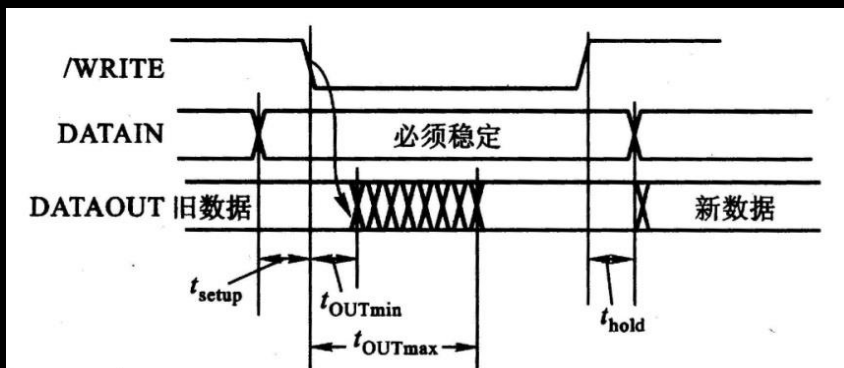 /WRITE
DATAIN 必须稳定
DATAOUT 旧数据 新数据
t_setup
t_OUTmin
t_hold
t_OUTmax